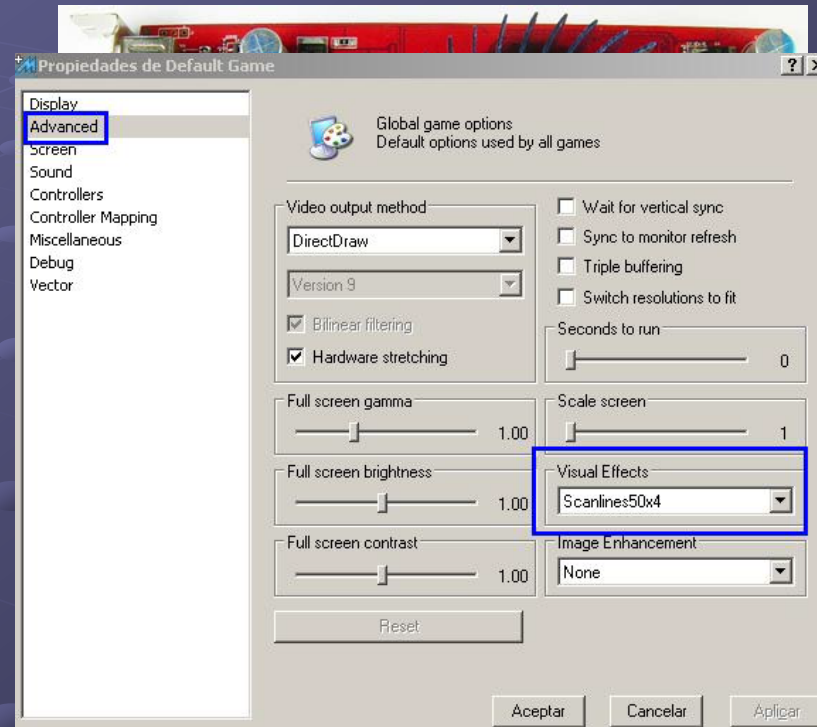 Propiedades de Default Game
Display
Advanced
Screen
Sound
Controllers
Controller Mapping
Miscellaneous
Debug
Vector
Global game options
Default options used by all games
Video output method
DirectDraw
Version 9
Bilinear filtering
Hardware stretching
Wait for vertical sync
Sync to monitor refresh
Triple buffering
Switch resolutions to fit
Seconds to run
0
Full screen gamma
1.00
Scale screen
1
Full screen brightness
1.00
Visual Effects
Scanlines50x4
Full screen contrast
1.00
Image Enhancement
None
Reset
Aceptar
Cancelar
Aplicar